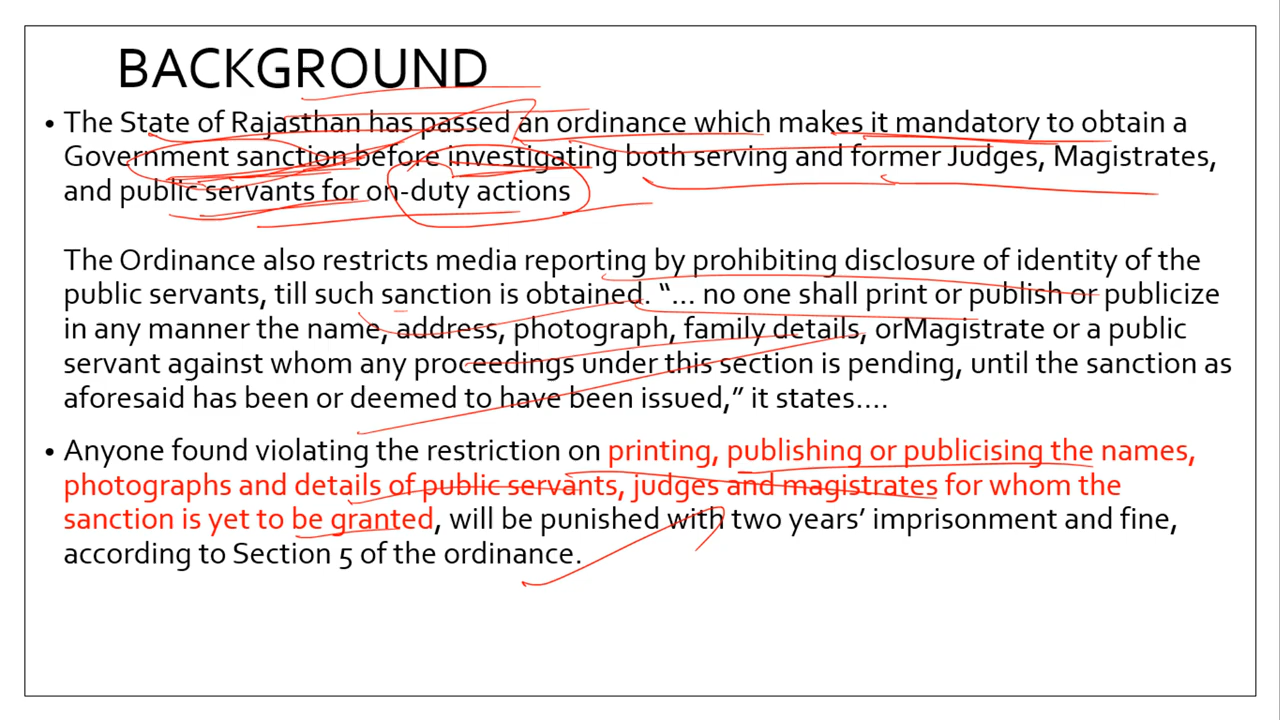 BACKGROUND
• The State of Rajasthan has passed an ordinance which makes it mandatory to obtain a
Government sanction before investigating both serving and former Judges, Magistrates,
and public servants for on-duty actions
The Ordinance also restricts media reporting by prohibiting disclosure of identity of the
public servants, till such sanction is obtained. “... no one shall print or publish or publicize
in any manner the name, address, photograph, family details, orMagistrate or a public
servant against whom any proceedings under this section is pending, until the sanction as
aforesaid has been or deemed to have been issued,” it states....
• Anyone found violating the restriction on printing, publishing or publicising the names,
photographs and details of public servants, judges and magistrates for whom the
sanction is yet to be granted, will be punished with two years’ imprisonment and fine,
according to Section 5 of the ordinance.